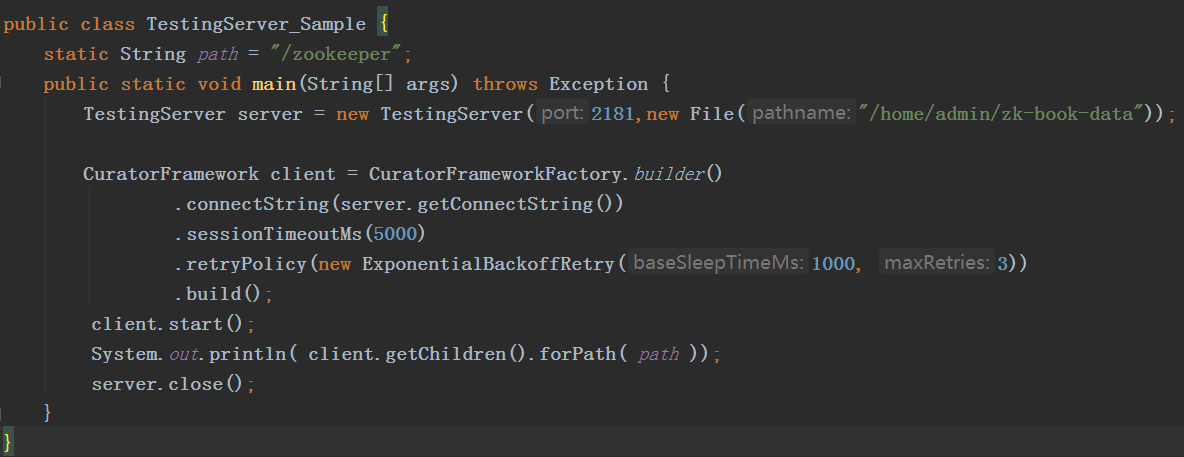 public class TestingServer_Sample {
static String path = "/zookeeper";
public static void main(String[] args) throws Exception {
TestingServer server = new TestingServer( port: 2181,new File( pathname: "/home/admin/zk-book-data"));
CuratorFramework client = CuratorFrameworkFactory.builder()
.connectString(server.getConnectString())
.sessionTimeoutMs(5000)
.retryPolicy(new ExponentialBackoffRetry( baseSleepTimeMs: 1000, maxRetries: 3))
.build();
client.start();
System.out.println( client.getChildren().forPath( path ));
server.close();
}
}